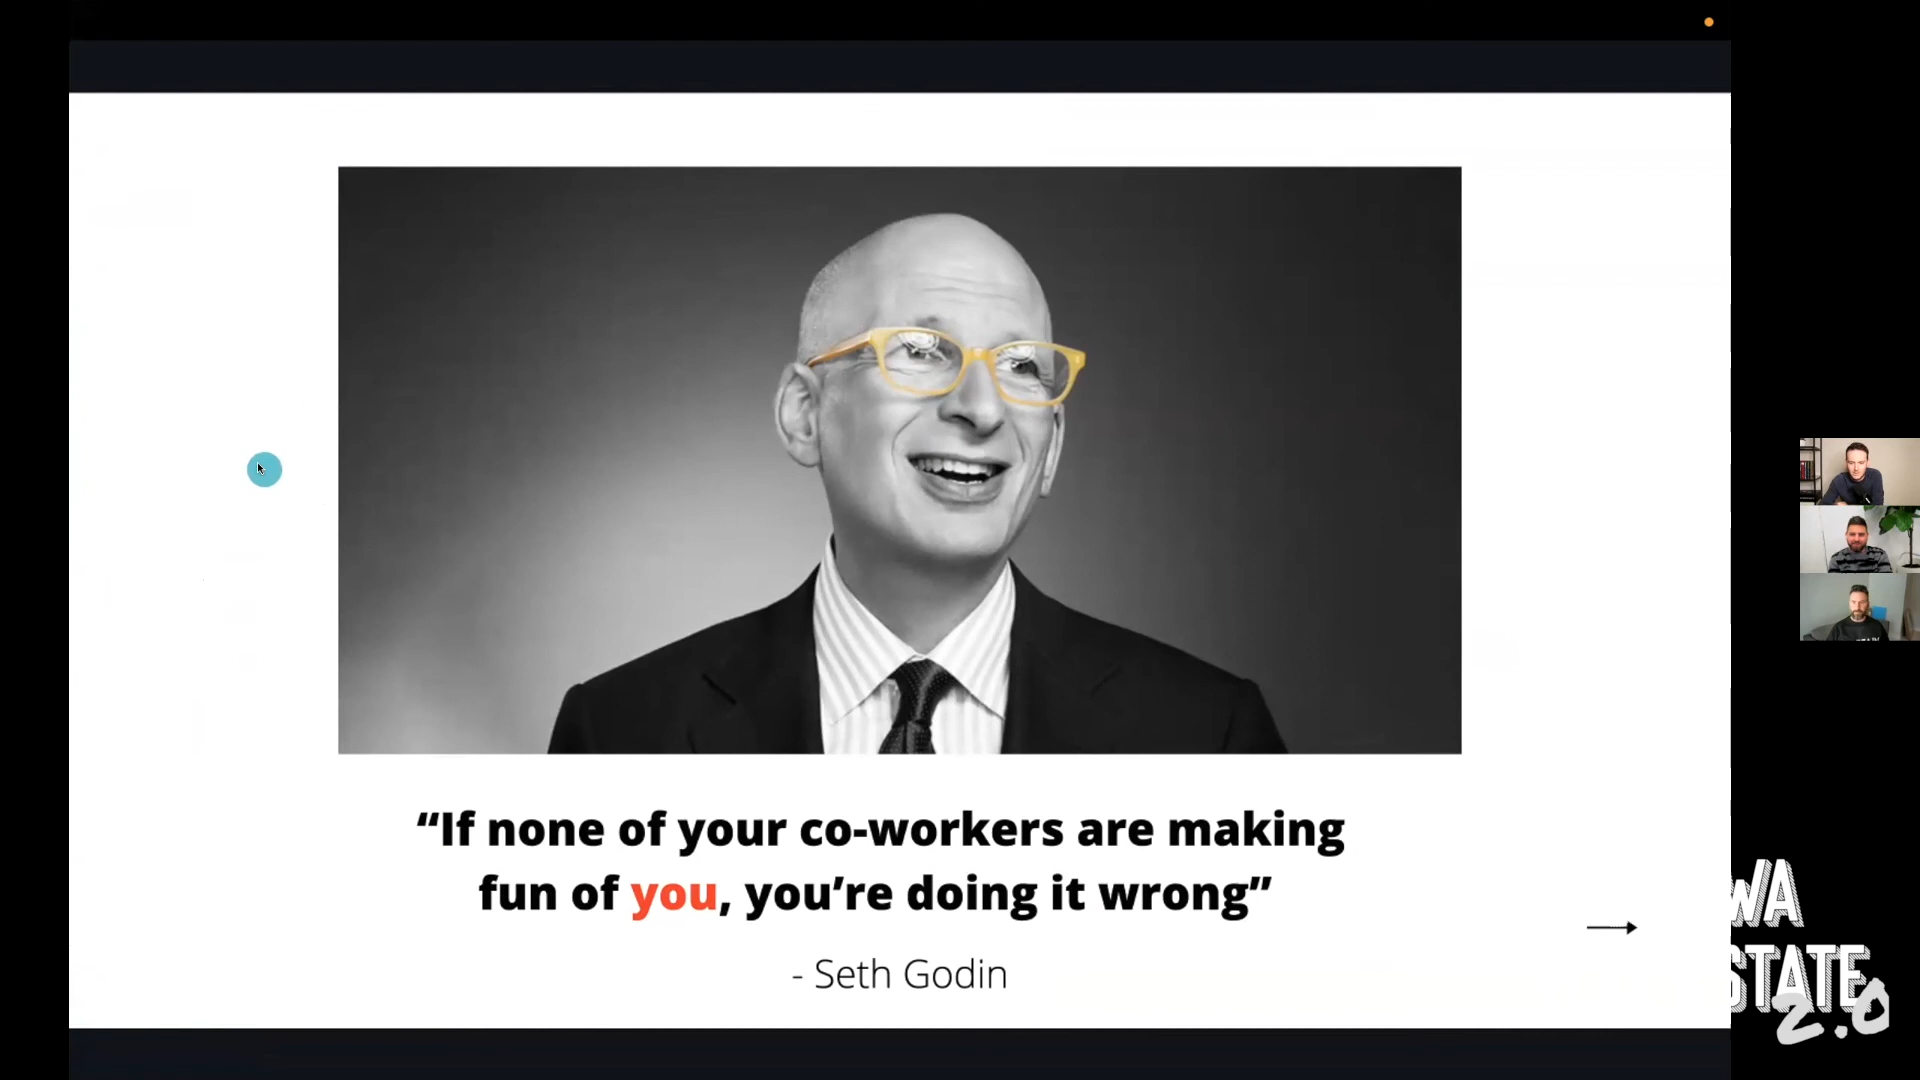 “If none of your co-workers are making
fun of you, you’re doing it wrong”
- Seth Godin
WA
STATE
2.0